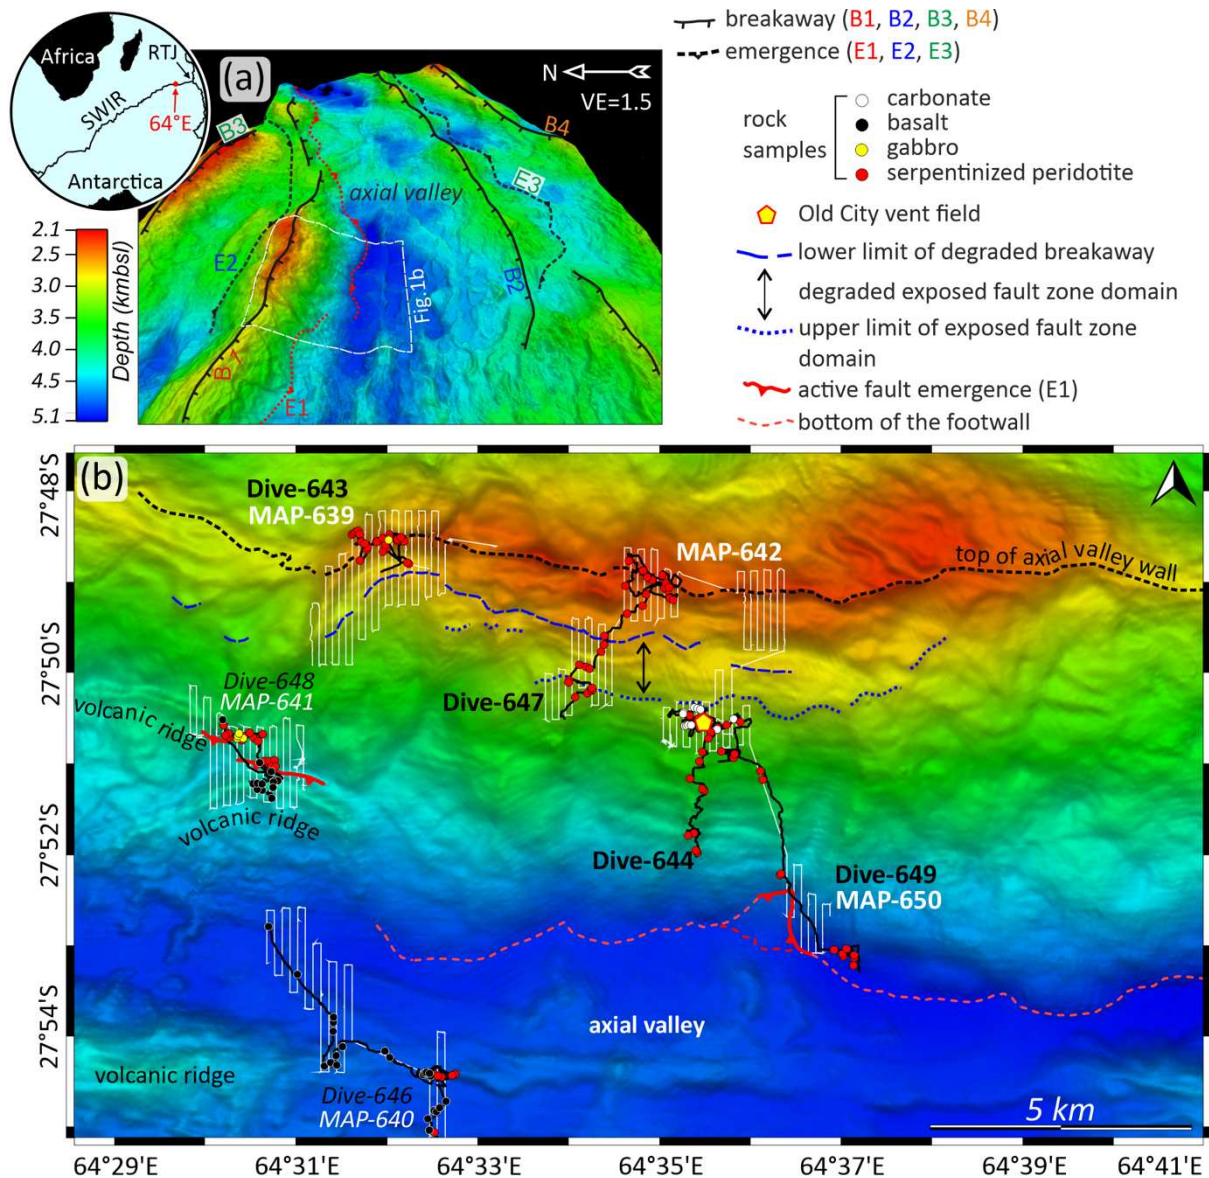 Africa
RTJ
SWIR
64°E
Antarctica
(a)
N
VE=1.5
B3
B4
axial valley
E3
E2
B2
Fig.1b
B1
E1
2.1
2.5
3.0
3.5
4.0
4.5
5.1
Depth (kmbsl)
breakaway (B1, B2, B3, B4)
emergence (E1, E2, E3)
rock
samples
carbonate
basalt
gabbro
serpentinized peridotite
Old City vent field
lower limit of degraded breakaway
degraded exposed fault zone domain
upper limit of exposed fault zone
domain
active fault emergence (E1)
bottom of the footwall
(b)
27°48'S
27°50'S
27°52'S
27°54'S
Dive-643
MAP-639
MAP-642
top of axial valley wall
Dive-648
MAP-641
Dive-647
volcanic ridge
volcanic ridge
Dive-644
Dive-649
MAP-650
axial valley
volcanic ridge
Dive-646
MAP-640
5 km
64°29'E
64°31'E
64°33'E
64°35'E
64°37'E
64°39'E
64°41'E